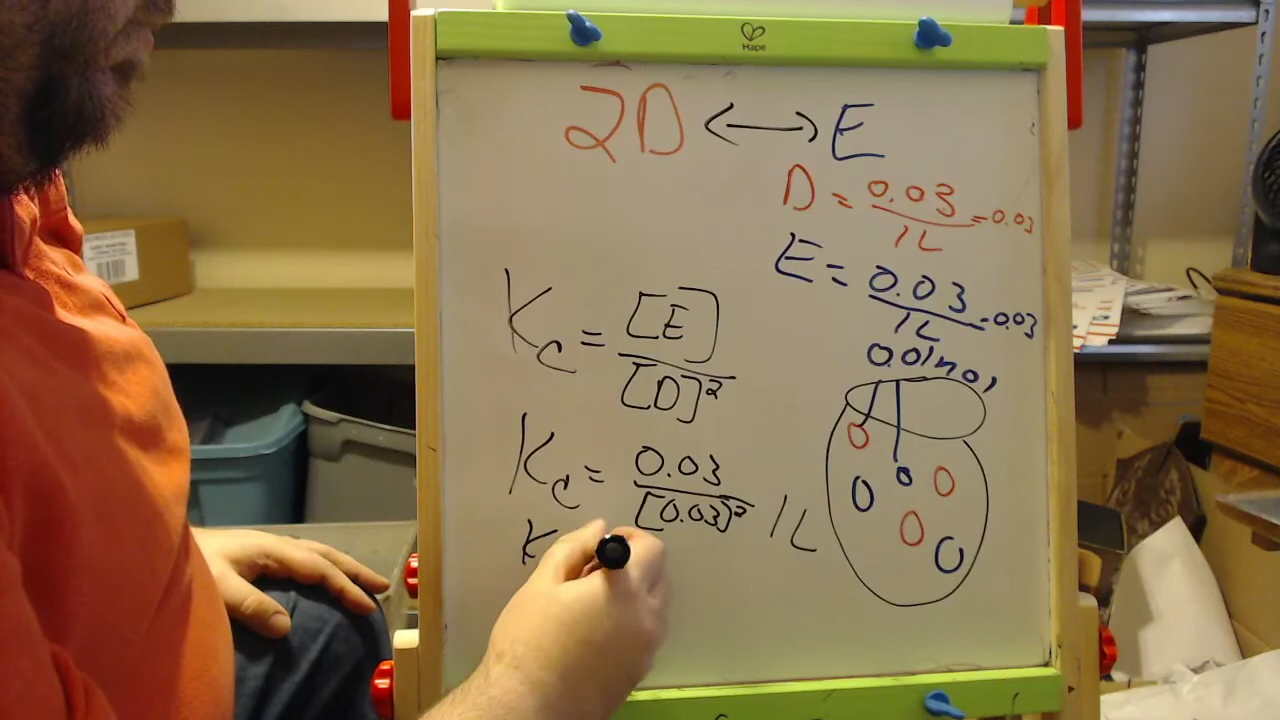 Hape
2D <—> E
D = 0.03 / 1L = 0.03
E = 0.03 / 1L = 0.03
0.01mol
Kc = [E] / [D]²
Kc = 0.03 / [0.03]²
1L
K